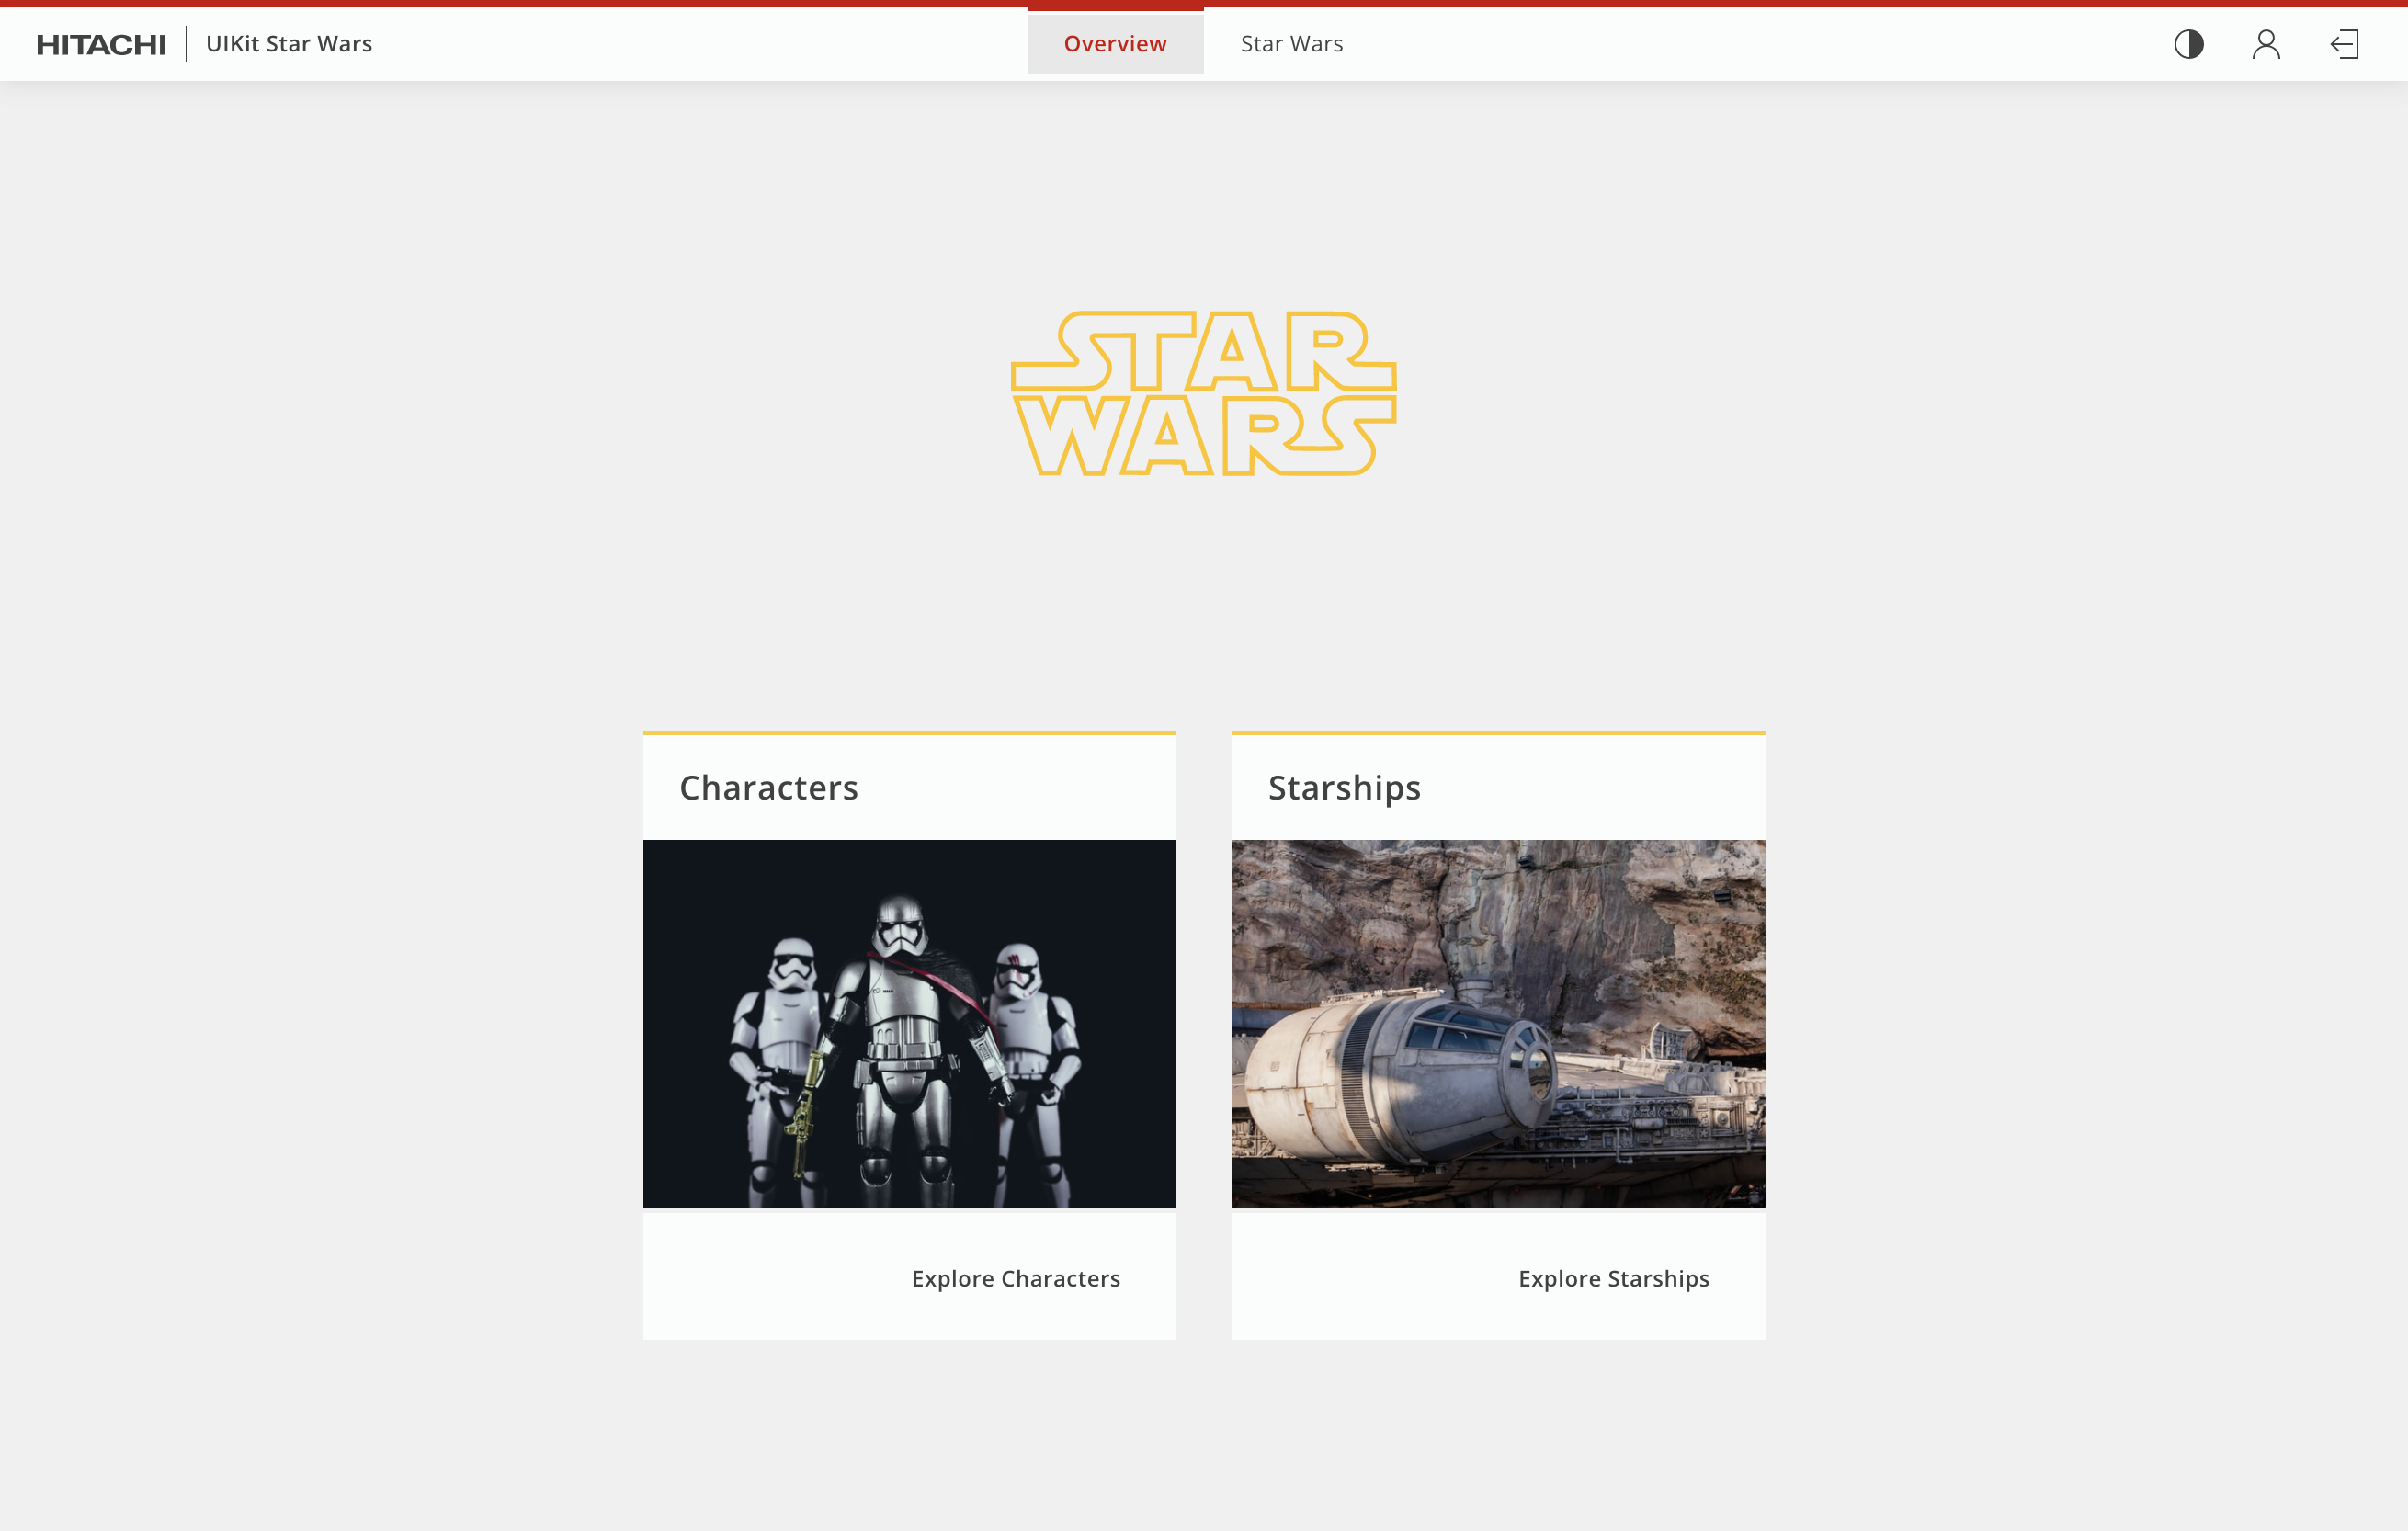 HITACHI
UIKit Star Wars
Overview
Star Wars
STAR
WARS
Characters
Starships
Explore Characters
Explore Starships